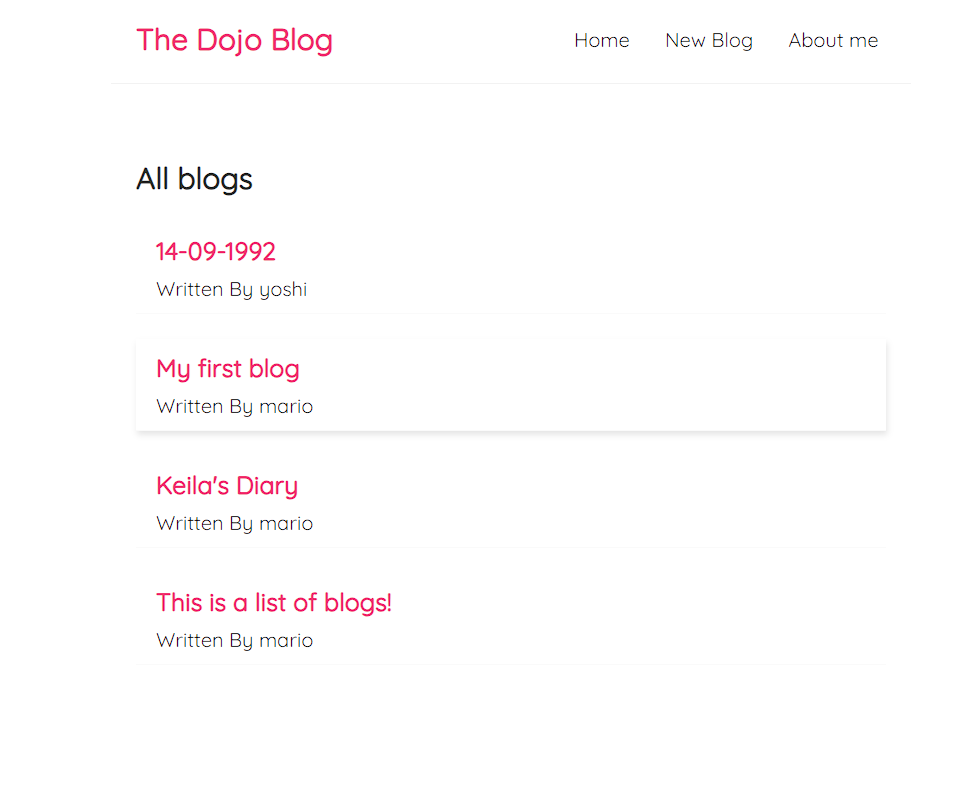 The Dojo Blog
Home New Blog About me
All blogs
14-09-1992
Written By yoshi
My first blog
Written By mario
Keila's Diary
Written By mario
This is a list of blogs!
Written By mario